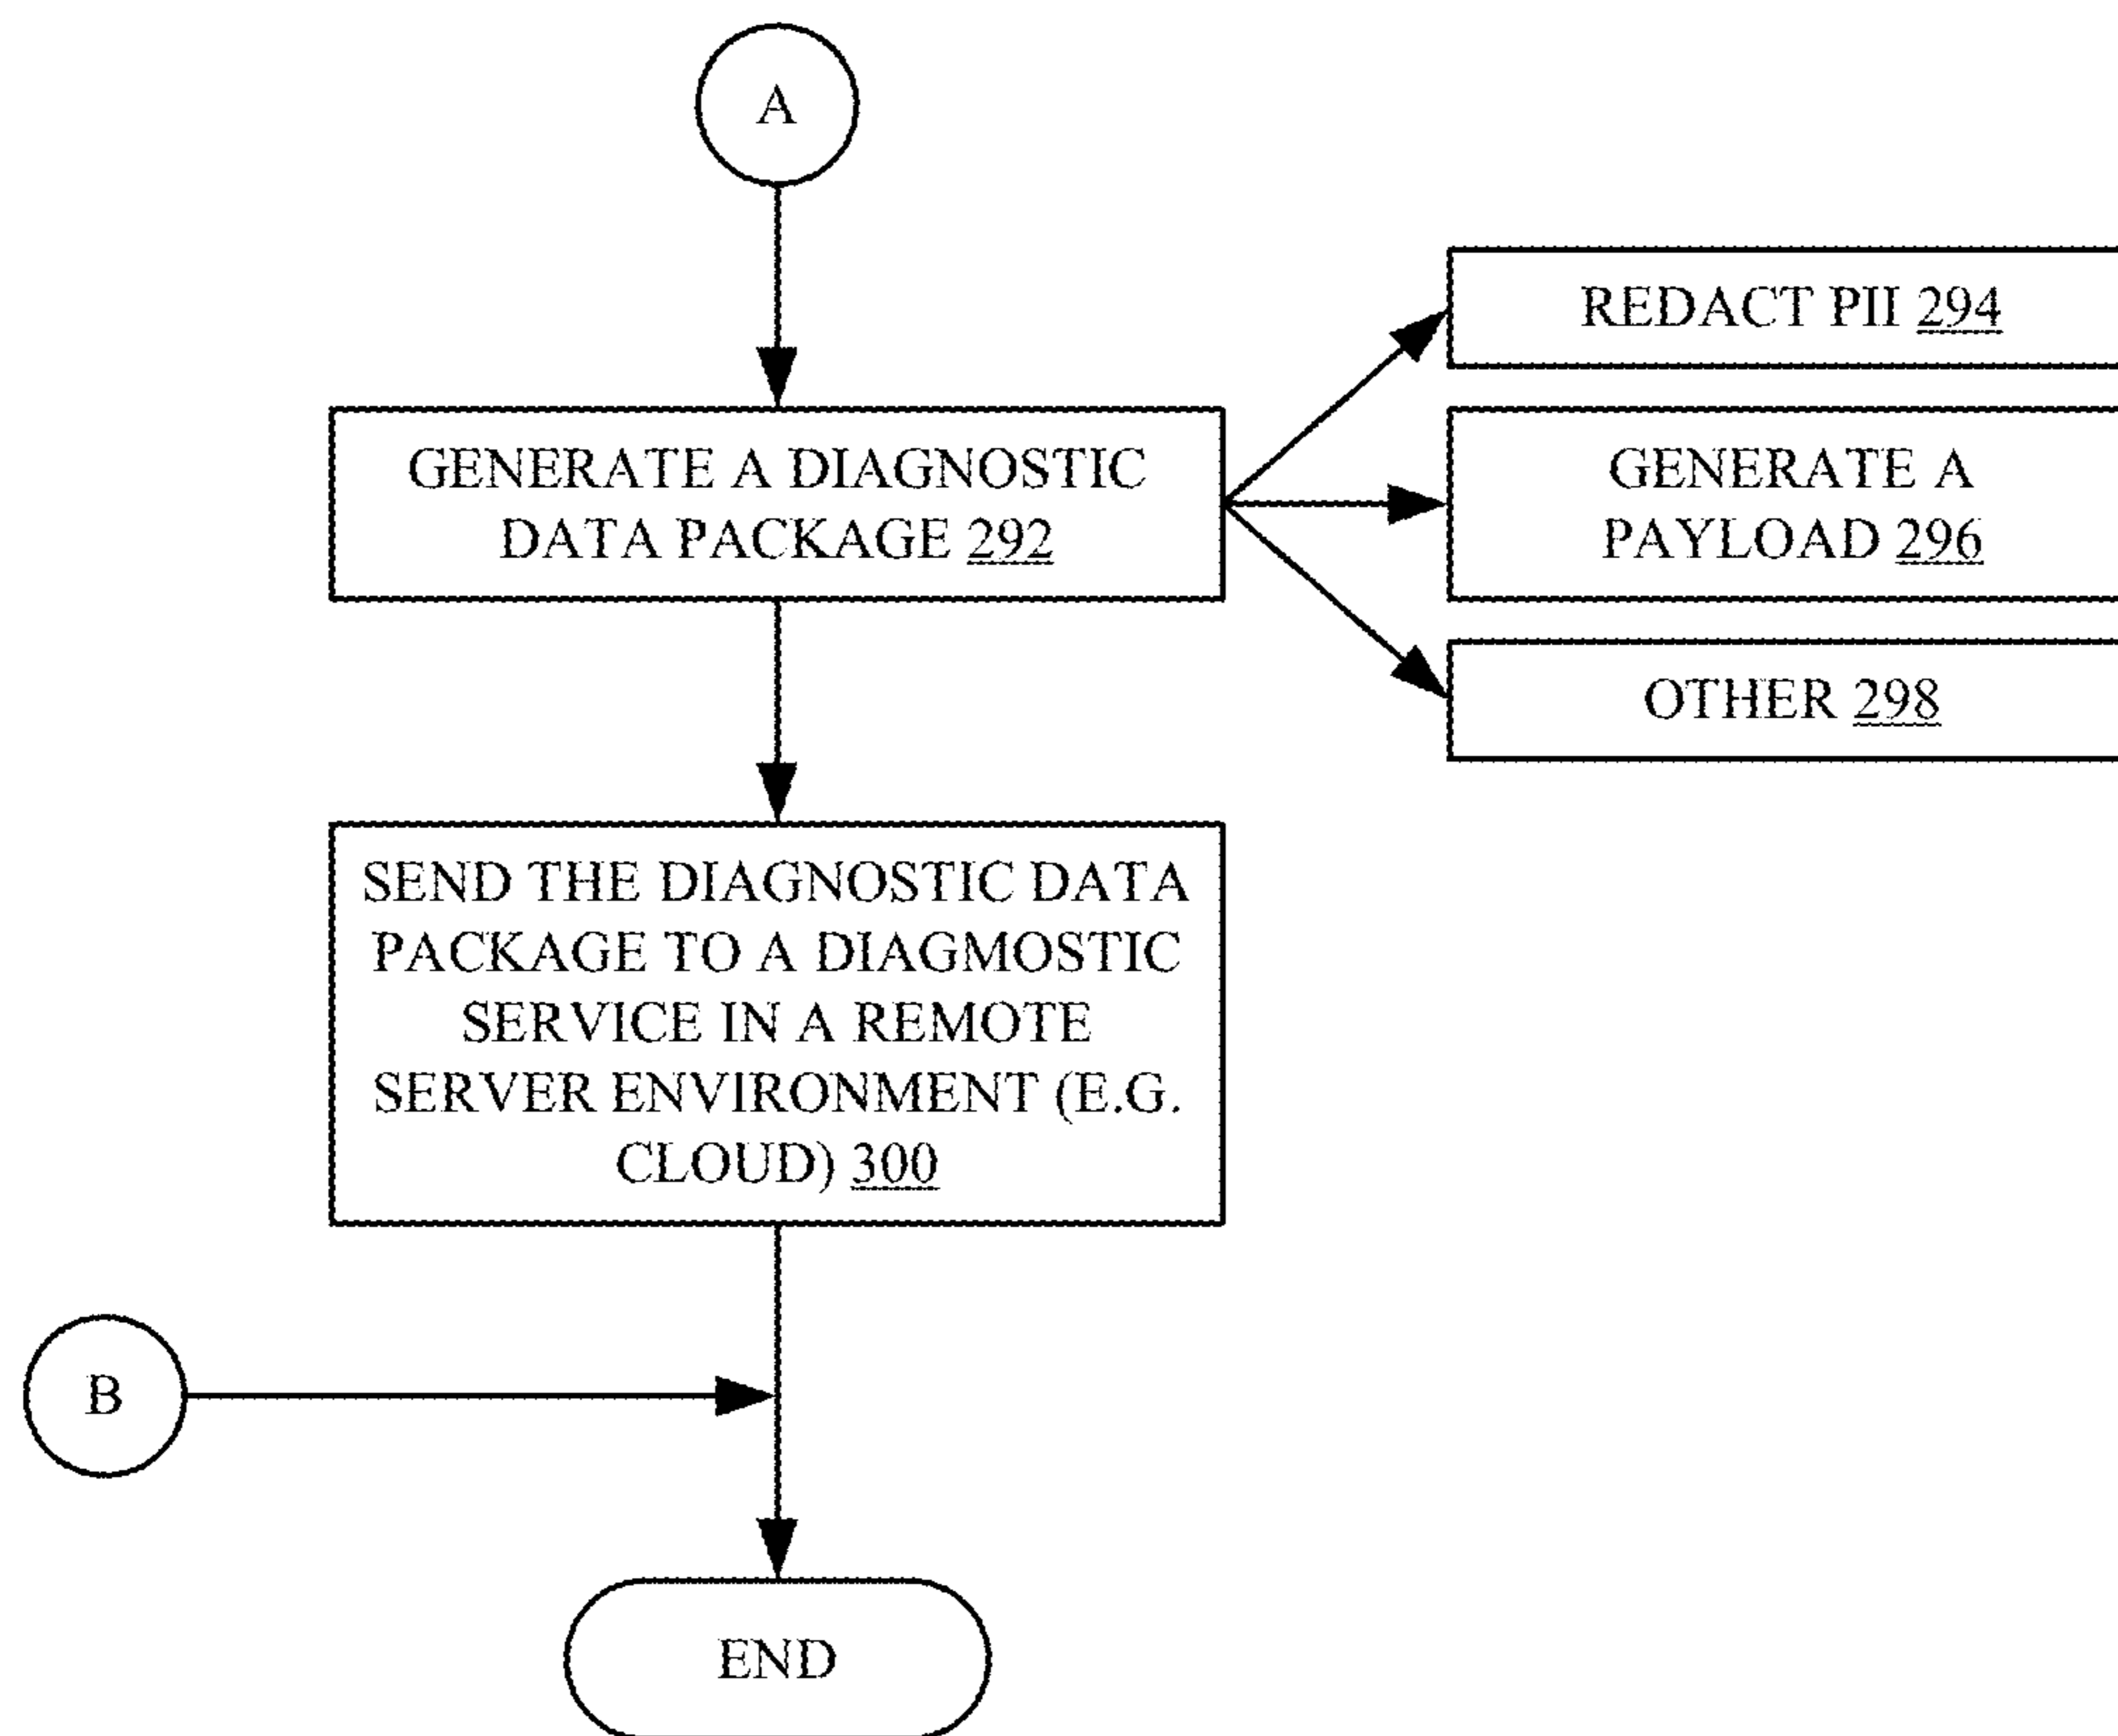 A
GENERATE A DIAGNOSTIC
DATA PACKAGE 292
REDACT PII 294
GENERATE A
PAYLOAD 296
OTHER 298
SEND THE DIAGNOSTIC DATA
PACKAGE TO A DIAGMOSTIC
SERVICE IN A REMOTE
SERVER ENVIRONMENT (E.G.
CLOUD) 300
B
END